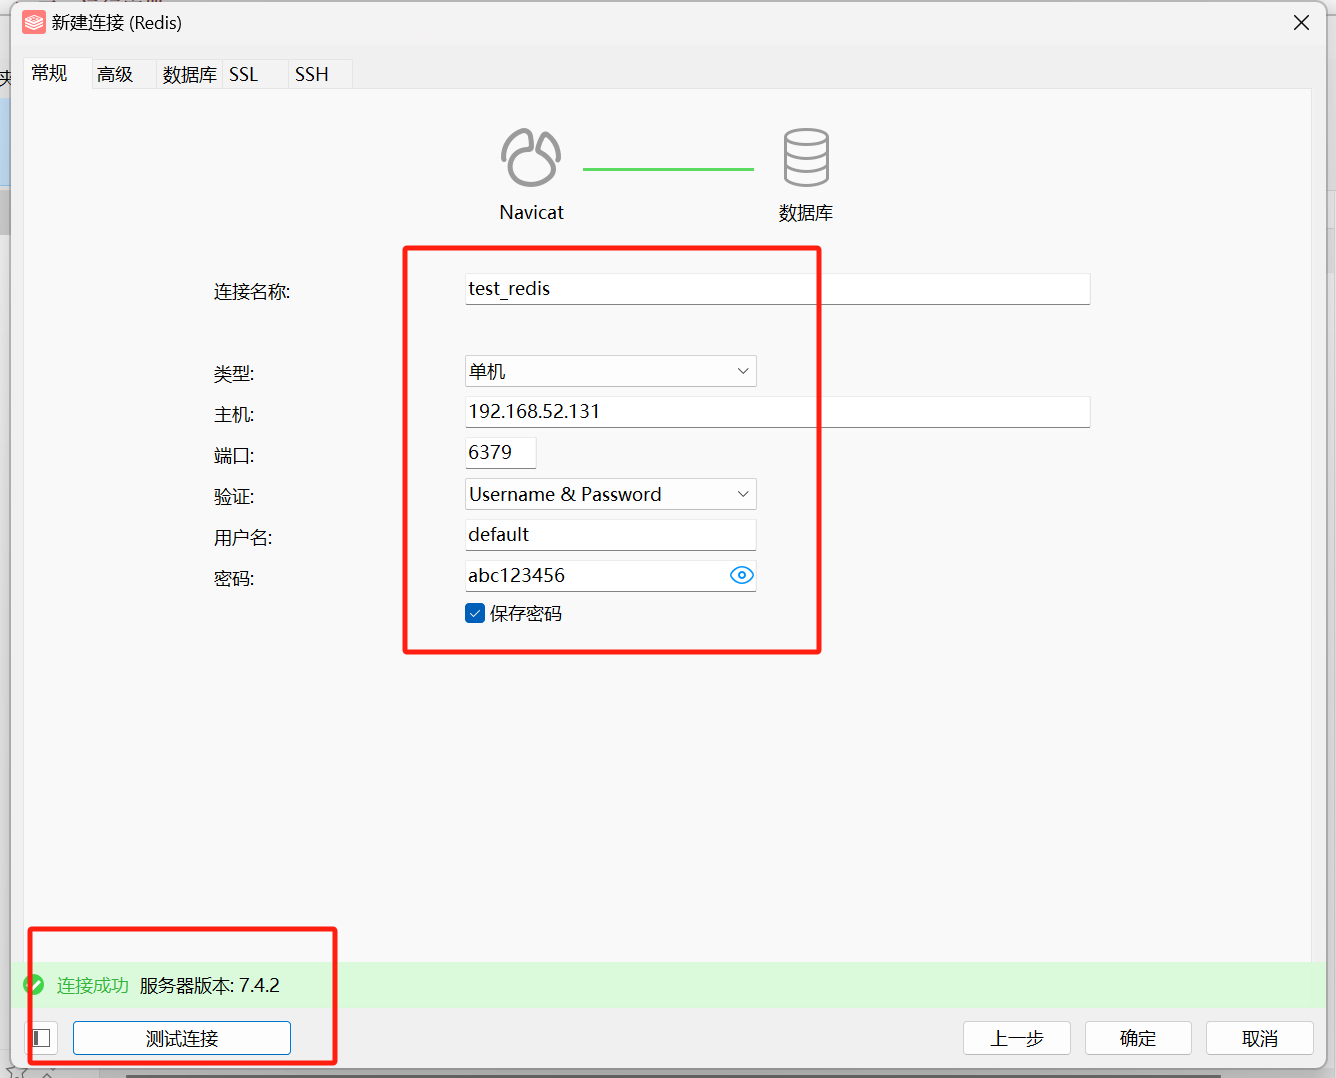 新建连接 (Redis)
常规 高级 数据库 SSL SSH
Navicat 数据库
连接名称: test_redis
类型: 单机
主机: 192.168.52.131
端口: 6379
验证: Username & Password
用户名: default
密码: abc123456
保存密码
连接成功 服务器版本: 7.4.2
测试连接 上一步 确定 取消